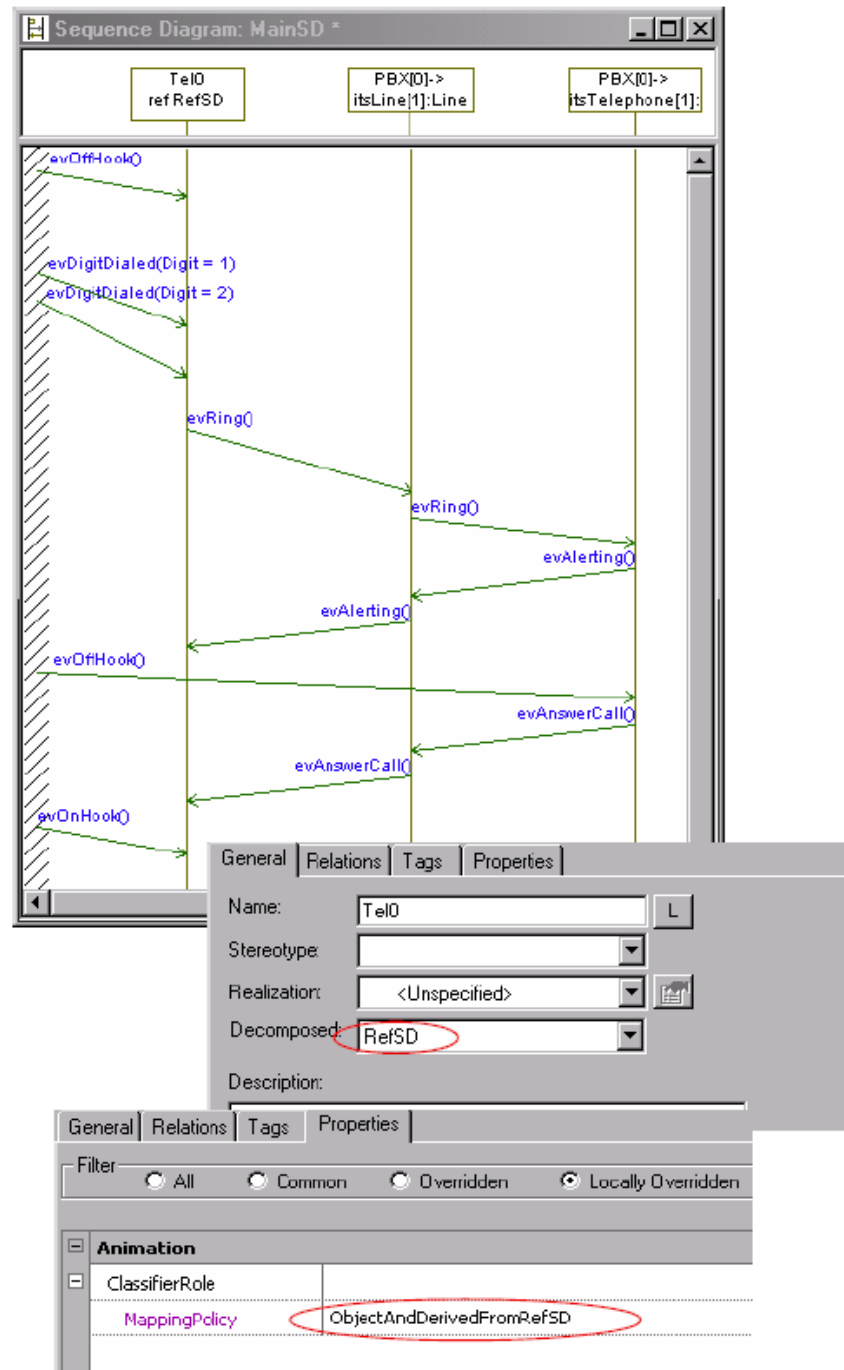 Sequence Diagram: MainSD *
Tel0
ref RefSD
PBX[0]->
itsLine[1]:Line
PBX[0]->
itsTelephone[1]:
evOffHook()
evDigitDialed(Digit = 1)
evDigitDialed(Digit = 2)
evRing()
evRing()
evAlerting()
evAlerting()
evOffHook()
evAnswerCall()
evAnswerCall()
evOnHook()
General Relations Tags Properties
Name: Tel0 L
Stereotype:
Realization: <Unspecified>
Decomposed: RefSD
Description:
General Relations Tags Properties
Filter
All Common Overridden Locally Overridden
Animation
ClassifierRole
MappingPolicy ObjectAndDerivedFromRefSD